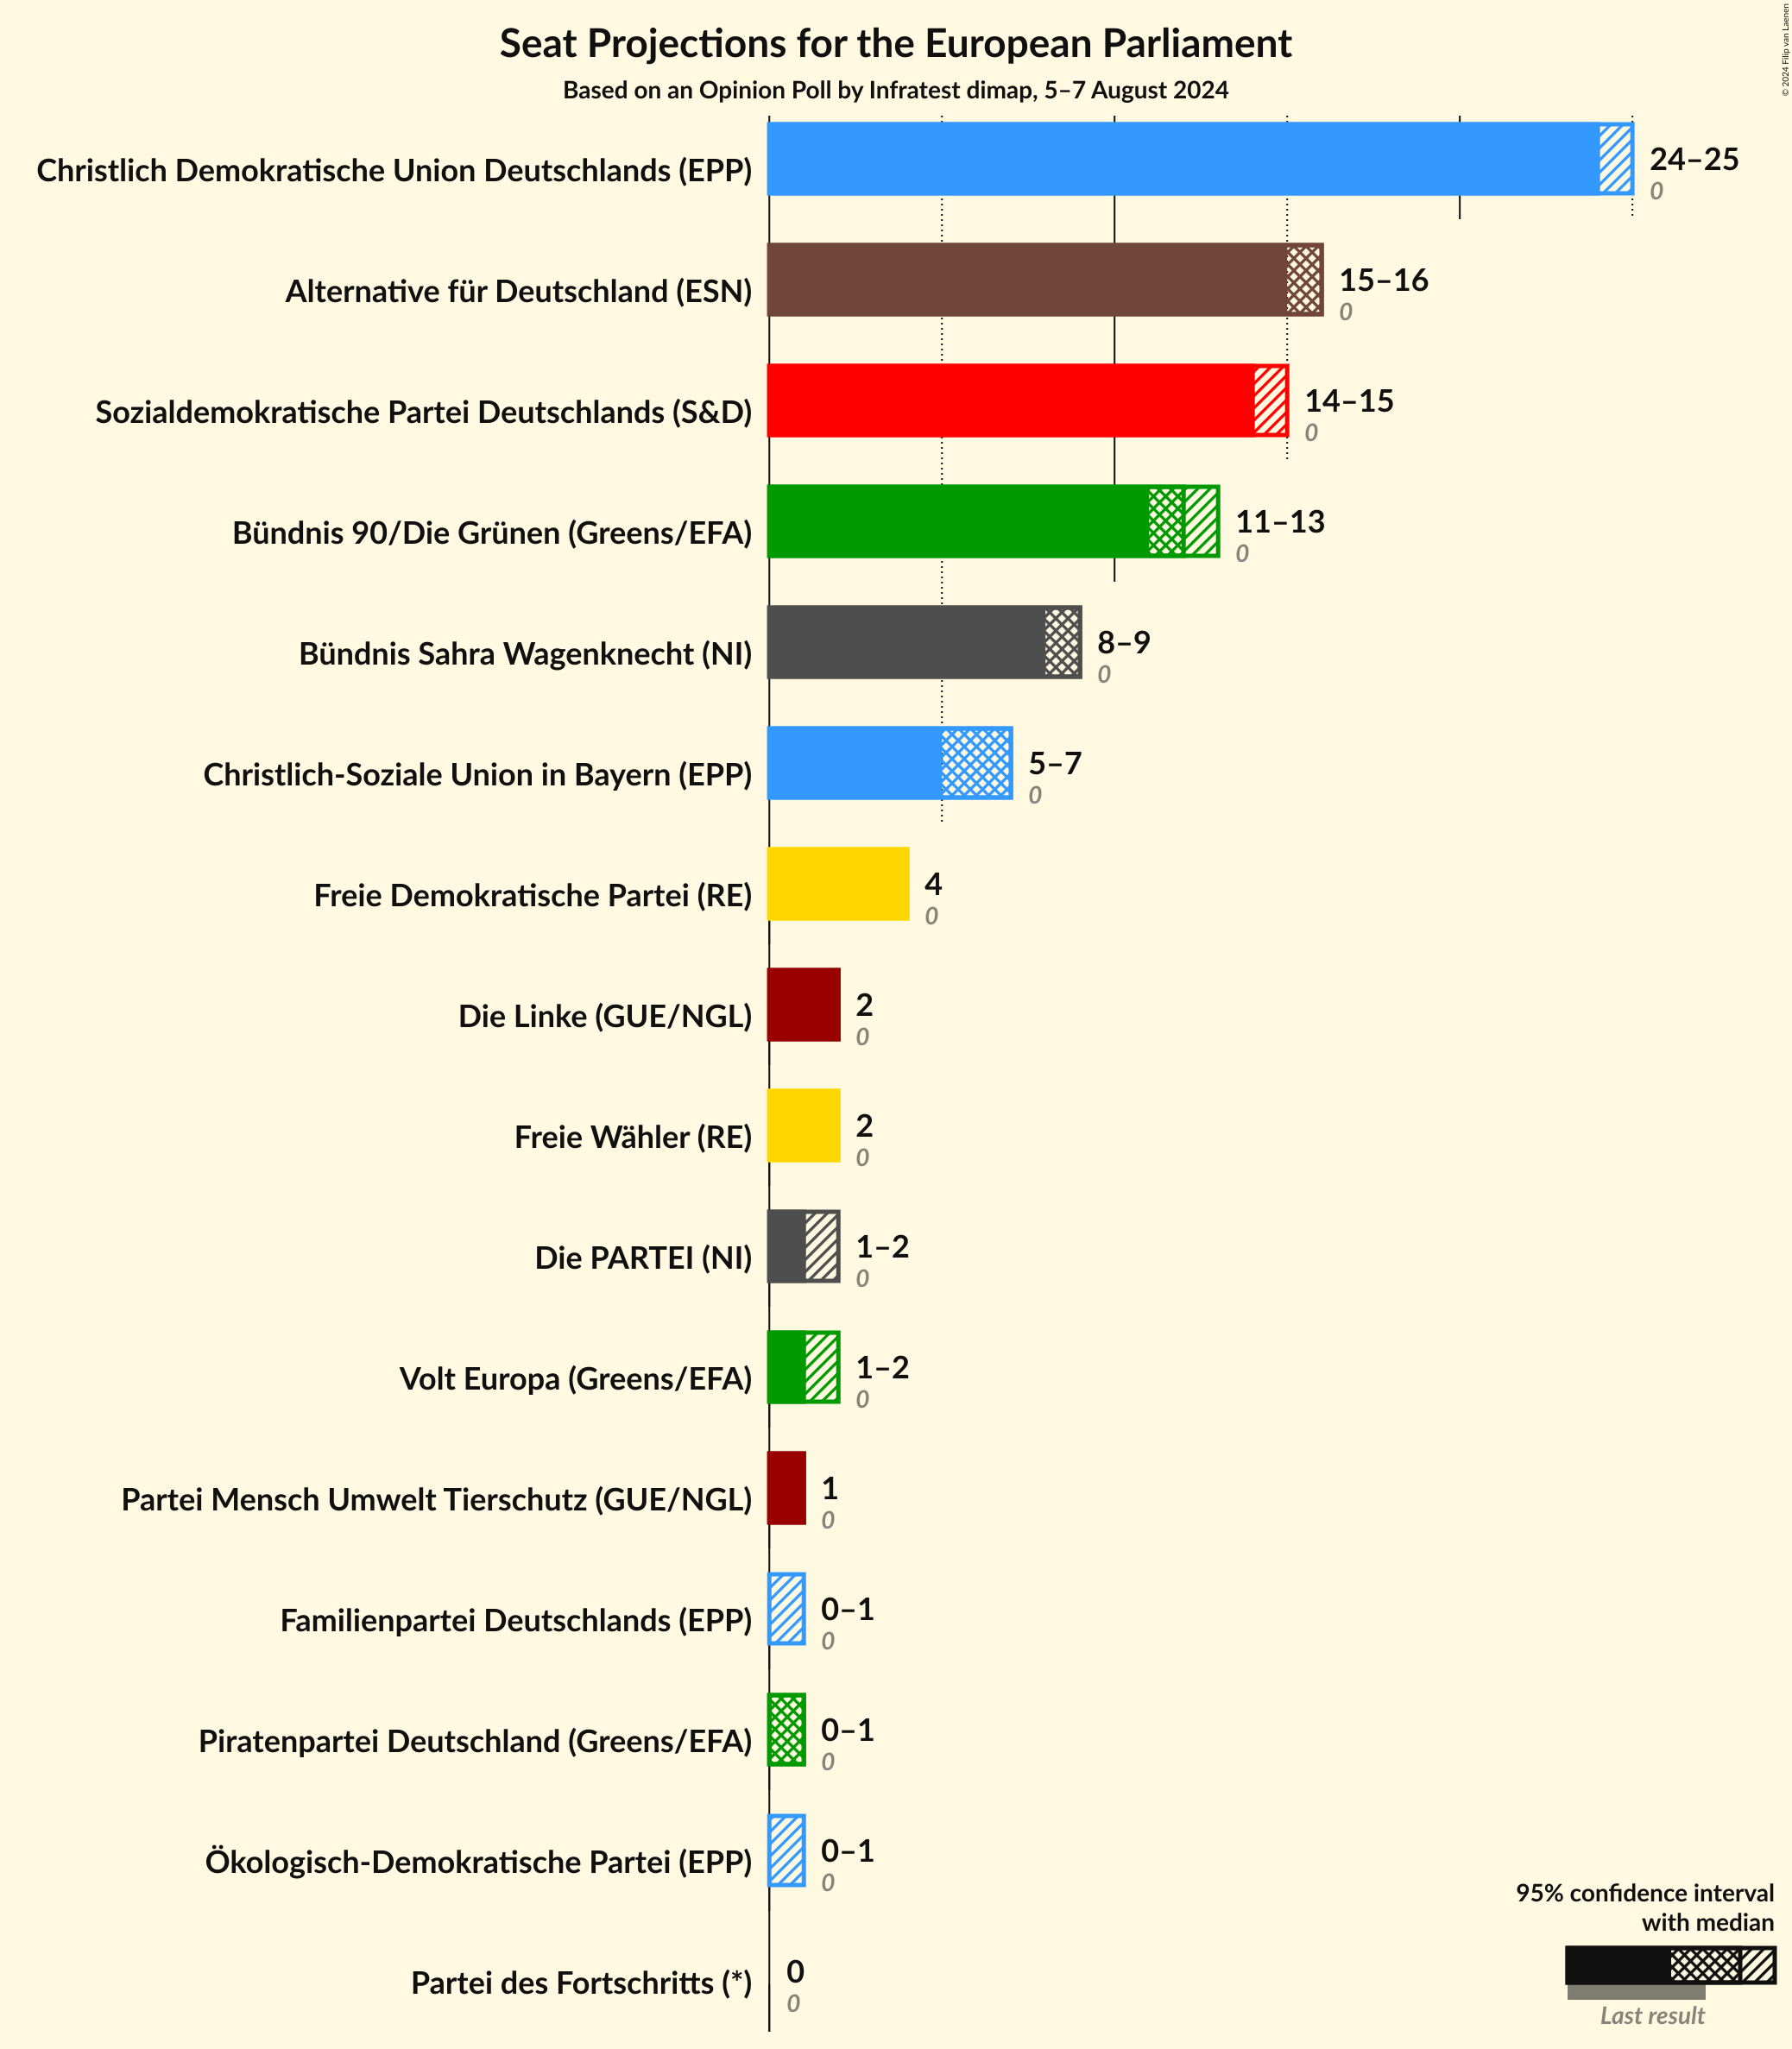 Seat Projections for the European Parliament
Based on an Opinion Poll by Infratest dimap, 5–7 August 2024
© 2024 Filip van Laenen
Christlich Demokratische Union Deutschlands (EPP)
24–25
0
Alternative für Deutschland (ESN)
15–16
0
Sozialdemokratische Partei Deutschlands (S&D)
14–15
0
Bündnis 90/Die Grünen (Greens/EFA)
11–13
0
Bündnis Sahra Wagenknecht (NI)
8–9
0
Christlich-Soziale Union in Bayern (EPP)
5–7
0
Freie Demokratische Partei (RE)
4
0
Die Linke (GUE/NGL)
2
0
Freie Wähler (RE)
2
0
Die PARTEI (NI)
1–2
0
Volt Europa (Greens/EFA)
1–2
0
Partei Mensch Umwelt Tierschutz (GUE/NGL)
1
0
Familienpartei Deutschlands (EPP)
0–1
0
Piratenpartei Deutschland (Greens/EFA)
0–1
0
Ökologisch-Demokratische Partei (EPP)
0–1
0
Partei des Fortschritts (*)
0
0
95% confidence interval
with median
Last result